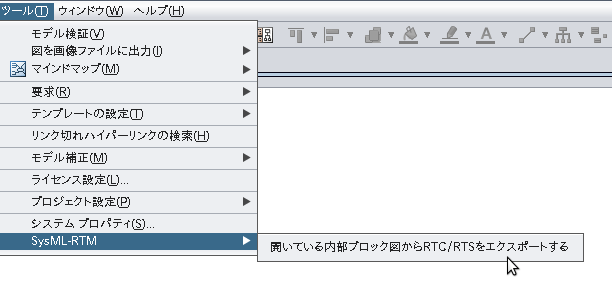 ツール(T) ウィンドウ(W) ヘルプ(H)
モデル検証(V)
図を画像ファイルに出力(I)
マインドマップ(M)
要求(R)
テンプレートの設定(T)
リンク切れハイパーリンクの検索(H)
モデル補正(M)
ライセンス設定(L)...
プロジェクト設定(P)
システム プロパティ(S)...
SysML-RTM
開いている内部ブロック図からRTC/RTSをエクスポートする